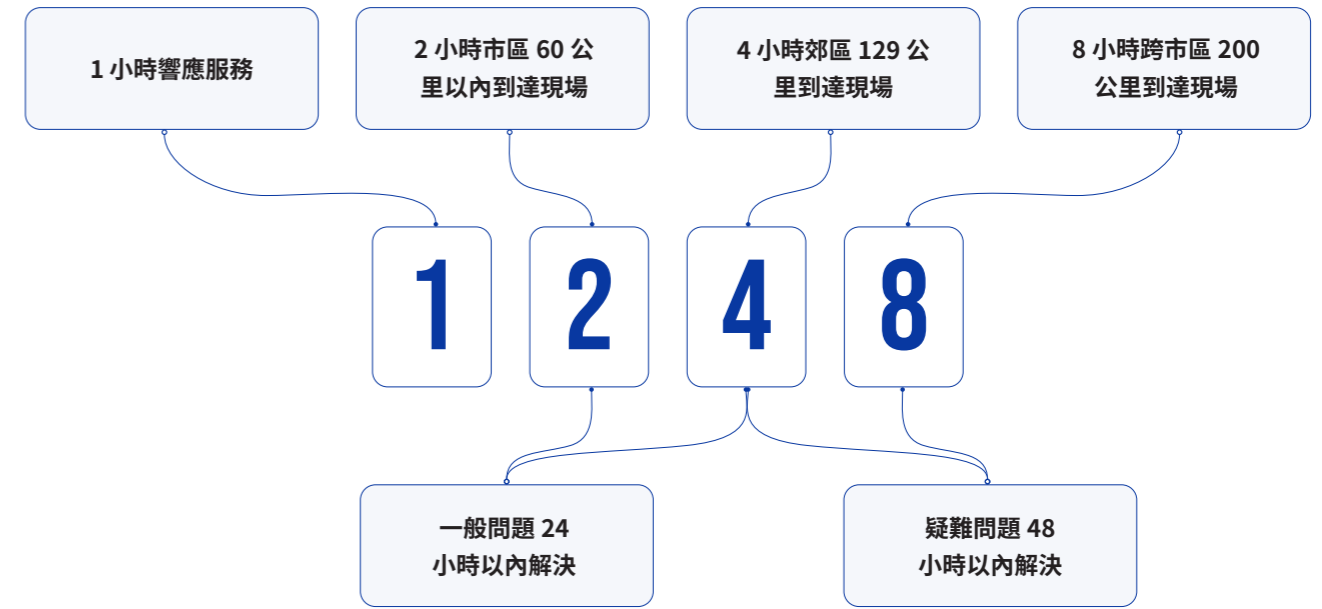 1 小時響應服務
2 小時市區 60 公
里以內到達現場
4 小時郊區 129 公
里到達現場
8 小時跨市區 200
公里到達現場
1
2
4
8
一般問題 24
小時以內解決
疑難問題 48
小時以內解決